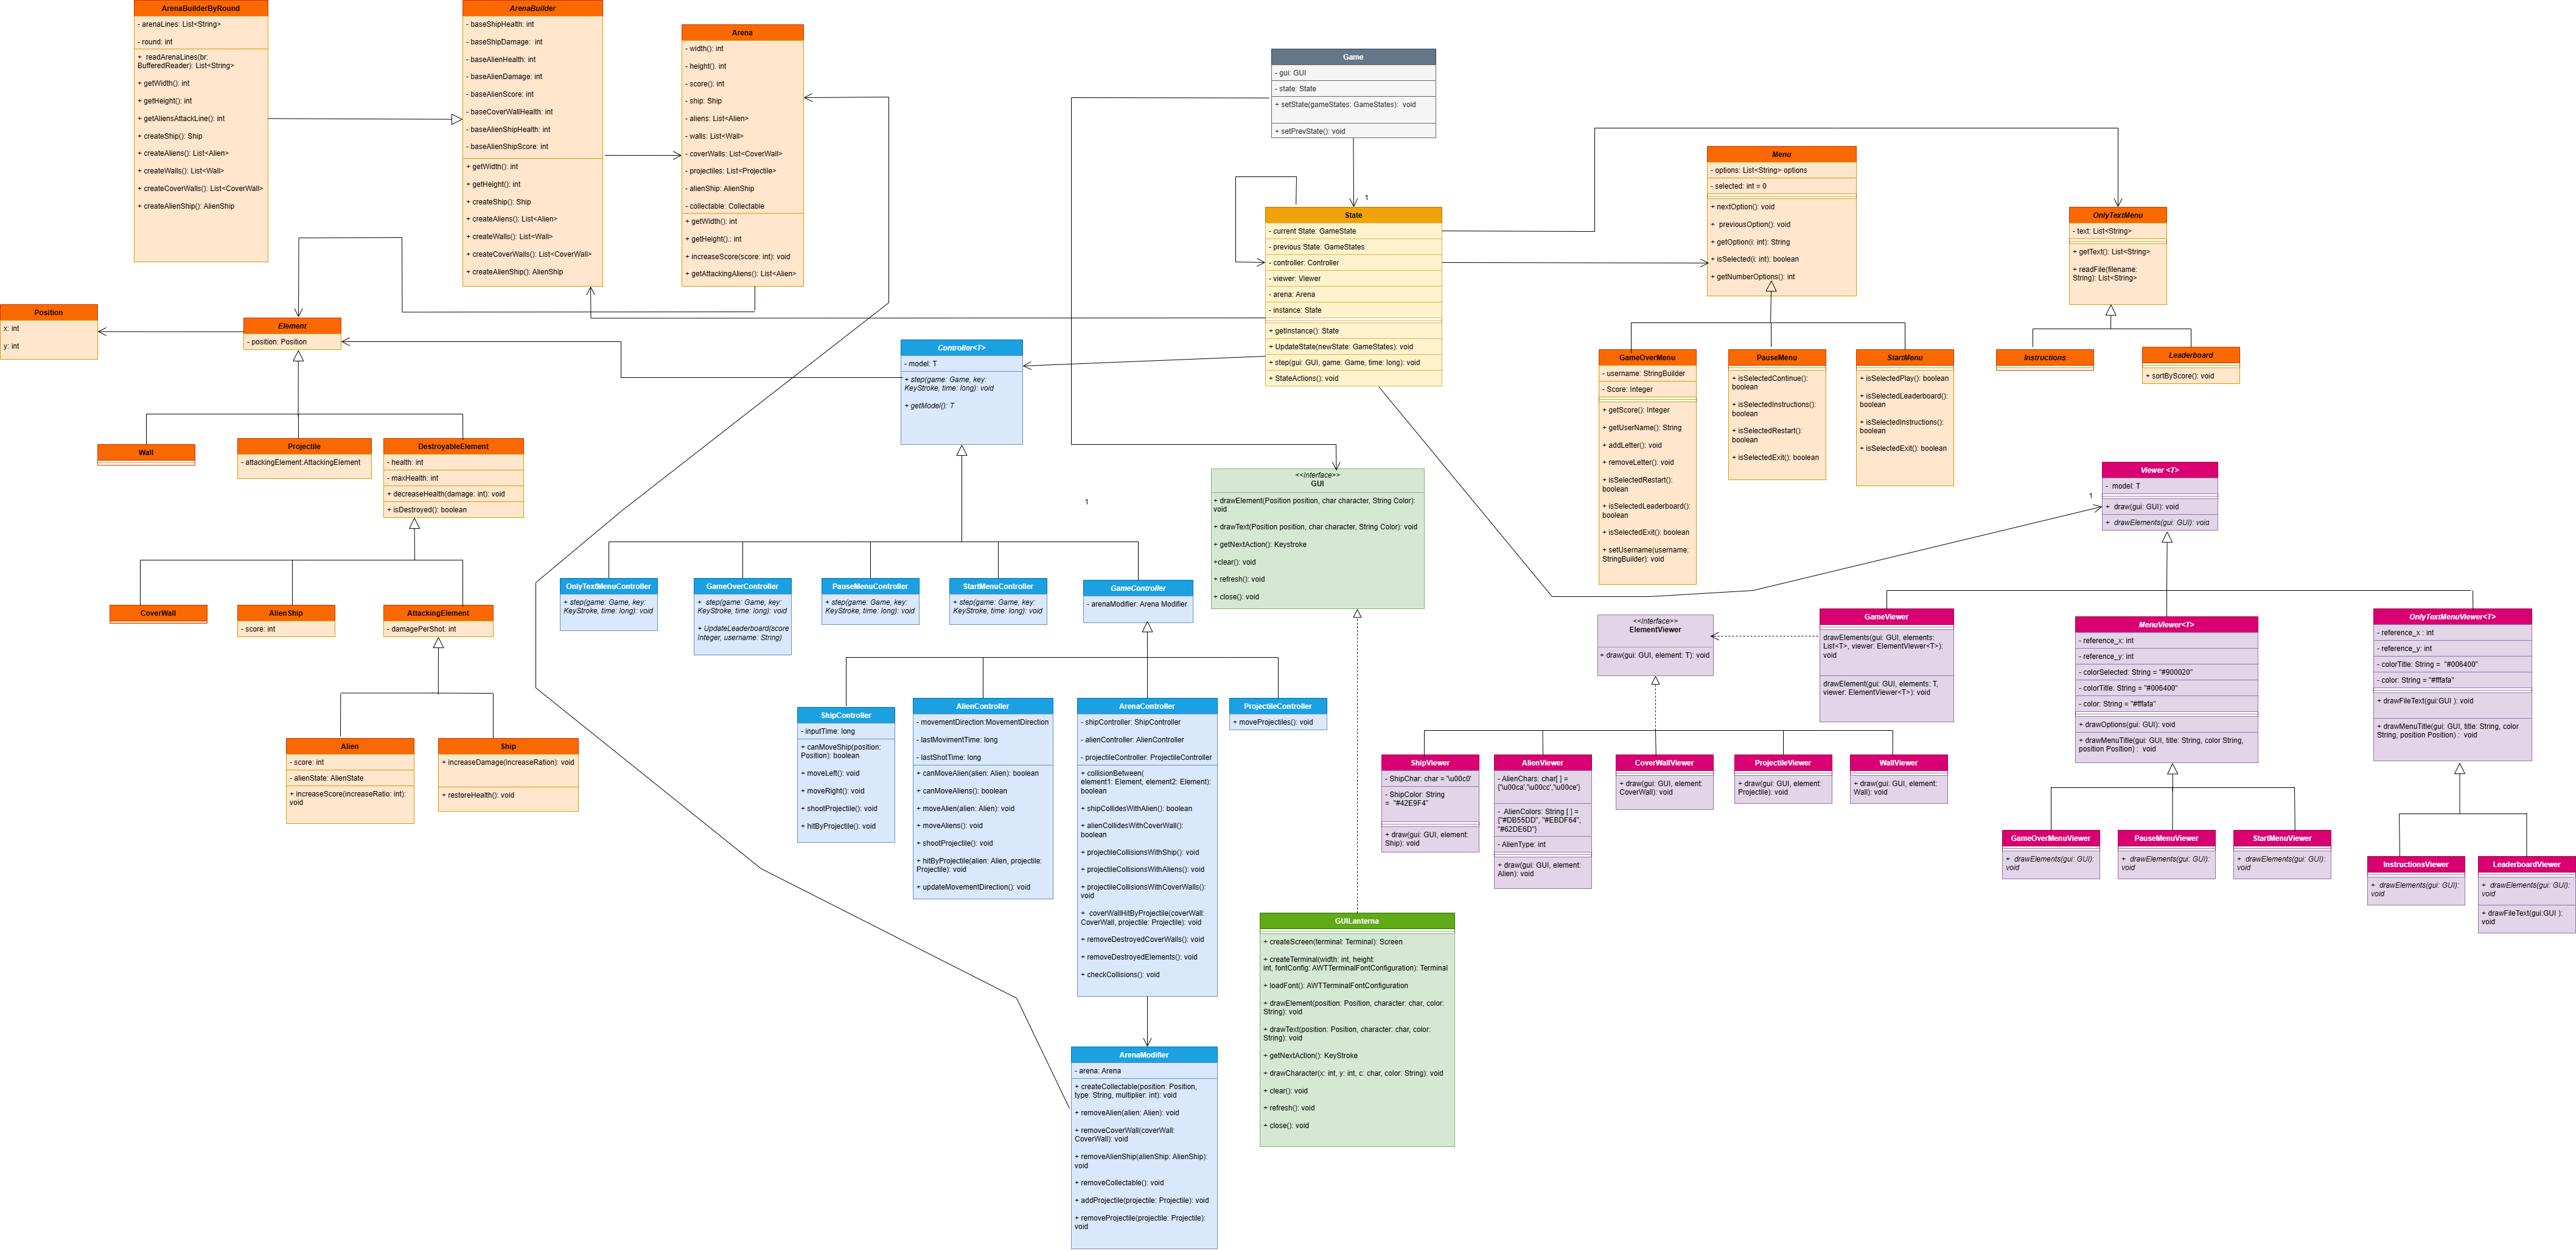 ArenaBuilderByRound
- arenaLines: List<String>
- round: int
+  readArenaLines(br:
BufferedReader): List<String>
+ getWidth(): int
+ getHeight(): int
+ getAliensAttackLine(): int
+ createShip(): Ship
+ createAliens(): List<Alien>
+ createWalls(): List<Wall>
+ createCoverWalls(): List<CoverWall>
+ createAlienShip(): AlienShip
ArenaBuilder
- baseShipHealth: int
- baseShipDamage:  int
- baseAlienHealth: int
- baseAlienDamage: int
- baseAlienScore: int
- baseCoverWallHealth: int
- baseAlienShipHealth: int
- baseAlienShipScore: int
+ getWidth(): int
+ getHeight(): int
+ createShip(): Ship
+ createAliens(): List<Alien>
+ createWalls(): List<Wall>
+ createCoverWalls(): List<CoverWall>
+ createAlienShip(): AlienShip
Arena
- width(): int
- height(). int
- score(): int
- ship: Ship
- aliens: List<Alien>
- walls: List<Wall>
- coverWalls: List<CoverWall>
- projectiles: List<Projectile>
- alienShip: AlienShip
- collectable: Collectable
+ getWidth(): int
+ getHeight().: int
+ increaseScore(score: int): void
+ getAttackingAliens(): List<Alien>
Game
- gui: GUI
- state: State
+ setState(gameStates: GameStates):  void
+ setPrevState(): void
1
State
- current State: GameState
- previous State: GameStates
- controller: Controller
- viewer: Viewer
- arena: Arena
- instance: State
+ getInstance(): State
+ UpdateState(newState: GameStates): void
+ step(gui: GUI, game: Game, time: long): void
+ StateActions(): void
Menu
- options: List<String> options
- selected: int = 0
+ nextOption(): void
+  previousOption(): void
+ getOption(i: int): String
+ isSelected(i: int): boolean
+ getNumberOptions(): int
OnlyTextMenu
- text: List<String>
+ getText(): List<String>
+ readFile(filename:
String): List<String>
Position
x: int
y: int
Element
- position: Position
Controller<T>
- model: T
+ step(game: Game, key:
KeyStroke, time: long): void
+ getModel(): T
GameOverMenu
- username: StringBuilder
- Score: Integer
+ getScore(): Integer
+ getUserName(): String
+ addLetter(): void
+ removeLetter(): void
+ isSelectedRestart():
boolean
+ isSelectedLeaderboard():
boolean
+ isSelectedExit(): boolean
+ setUsername(username:
StringBuilder): void
PauseMenu
+ isSelectedContinue():
boolean
+ isSelectedInstructions():
boolean
+ isSelectedRestart():
boolean
+ isSelectedExit(): boolean
StartMenu
+ isSelectedPlay(): boolean
+ isSelectedLeaderboard():
boolean
+ isSelectedInstructions():
boolean
+ isSelectedExit(): boolean
Instructions
Leaderboard
+ sortByScore(): void
Wall
Projectile
- attackingElement:AttackingElement
DestroyableElement
- health: int
- maxHealth: int
+ decreaseHealth(damage: int): void
+ isDestroyed(): boolean
1
<<interface>>
GUI
+ drawElement(Position position, char character, String Color):
void
+ drawText(Position position, char character, String Color): void
+ getNextAction(): Keystroke
+clear(): void
+ refresh(): void
+ close(): void
1
Viewer <T>
-  model: T
+  draw(gui: GUI): void
+  drawElements(gui: GUI): void
CoverWall
AlienShip
- score: int
AttackingElement
- damagePerShot: int
OnlyTextMenuController
+ step(game: Game, key:
KeyStroke, time: long): void
GameOverController
+  step(game: Game, key:
KeyStroke, time: long): void
+ UpdateLeaderboard(score
Integer, username: String)
PauseMenuController
+ step(game: Game, key:
KeyStroke, time: long): void
StartMenuController
+ step(game: Game, key:
KeyStroke, time: long): void
GameController
- arenaModifier: Arena Modifier
<<interface>>
ElementViewer
+ draw(gui: GUI, element: T): void
GameViewer
drawElements(gui: GUI, elements:
List<T>, viewer: ElementViewer<T>):
void
drawElement(gui: GUI, elements: T,
viewer: ElementViewer<T>): void
MenuViewer<T>
- reference_x: int
- reference_y: int
- colorSelected: String = "#900020"
- colorTitle: String = "#006400"
- color: String = "#fffafa"
+ drawOptions(gui: GUI): void
+ drawMenuTitle(gui: GUI, title: String, color String,
position Position) :  void
OnlyTextMenuViewer<T>
- reference_x : int
- reference_y: int
- colorTitle: String =  "#006400"
- color: String = "#fffafa"
+ drawFileText(gui:GUI ): void
+ drawMenuTitle(gui: GUI, title: String, color
String, position Position) :  void
Alien
- score: int
- alienState: AlienState
+ increaseScore(increaseRatio: int):
void
Ship
+ increaseDamage(increaseRation): void
+ restoreHealth(): void
ShipController
- inputTime: long
+ canMoveShip(position:
Position): boolean
+ moveLeft(): void
+ moveRight(): void
+ shootProjectile(): void
+ hitByProjectile(): void
AlienController
- movementDirection:MovementDirection
- lastMovimentTime: long
- lastShotTime: long
+ canMoveAlien(alien: Alien): boolean
+ canMoveAliens(): boolean
+ moveAlien(alien: Alien): void
+ moveAliens(): void
+ shootProjectile(): void
+ hitByProjectile(alien: Alien, projectile:
Projectile): void
+ updateMovementDirection(): void
ArenaController
- shipController: ShipController
- alienController: AlienController
- projectileController: ProjectileController
+ collisionBetween(
element1: Element, element2: Element):
boolean
+ shipCollidesWithAlien(): boolean
+ alienCollidesWithCoverWall():
boolean
+ projectileCollisionsWithShip(): void
+ projectileCollisionsWithAliens(): void
+ projectileCollisionsWithCoverWalls():
void
+  coverWallHitByProjectile(coverWall:
CoverWall, projectile: Projectile): void
+ removeDestroyedCoverWalls(): void
+ removeDestroyedElements(): void
+ checkCollisions(): void
ProjectileController
+ moveProjectiles(): void
ShipViewer
- ShipChar: char = '\u00c0'
- ShipColor: String
=  "#42E9F4"
+ draw(gui: GUI, element:
Ship): void
AlienViewer
- AlienChars: char[ ] =
{'\u00ca','\u00cc','\u00ce'}
-  AlienColors: String [ ] =
{"#DB55DD", "#EBDF64",
"#62DE6D"}
- AlienType: int
+ draw(gui: GUI, element:
Alien): void
CoverWallViewer
+ draw(gui: GUI, element:
CoverWall): void
ProjectileViewer
+ draw(gui: GUI, element:
Projectile): void
WallViewer
+ draw(gui: GUI, element:
Wall): void
GameOverMenuViewer
+  drawElements(gui: GUI):
void
PauseMenuViewer
+  drawElements(gui: GUI):
void
StartMenuViewer
+  drawElements(gui: GUI):
void
InstructionsViewer
+  drawElements(gui: GUI):
void
LeaderboardViewer
+  drawElements(gui: GUI):
void
+ drawFileText(gui:GUI ):
void
GUILanterna
+ createScreen(terminal: Terminal): Screen
+ createTerminal(width: int, height:
int, fontConfig: AWTTerminalFontConfiguration): Terminal
+ loadFont(): AWTTerminalFontConfiguration
+ drawElement(position: Position, character: char, color:
String): void
+ drawText(position: Position, character: char, color:
String): void
+ getNextAction(): KeyStroke
+ drawCharacter(x: int, y: int, c: char, color: String): void
+ clear(): void
+ refresh(): void
+ close(): void
ArenaModifier
- arena: Arena
+ createCollectable(position: Position,
type: String, multiplier: int): void
+ removeAlien(alien: Alien): void
+ removeCoverWall(coverWall:
CoverWall): void
+ removeAlienShip(alienShip: AlienShip):
void
+ removeCollectable(): void
+ addProjectile(projectile: Projectile): void
+ removeProjectile(projectile: Projectile):
void